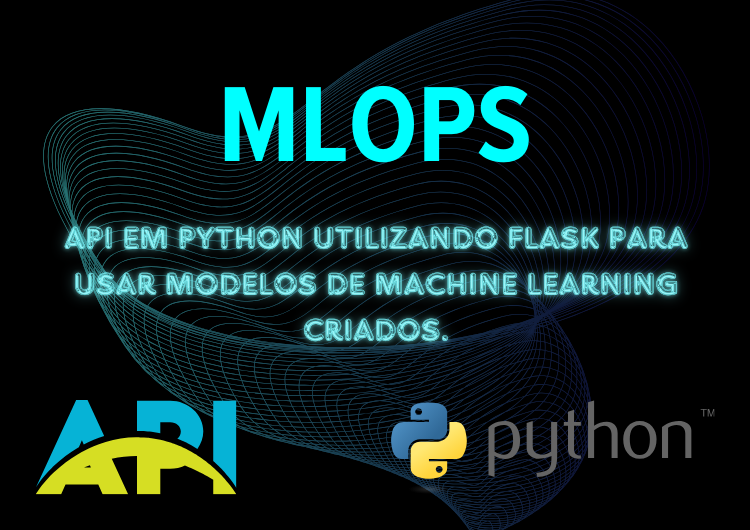 MLOPS
API EM PYTHON UTILIZANDO FLASK PARA
USAR MODELOS DE MACHINE LEARNING
CRIADOS.
API
python™